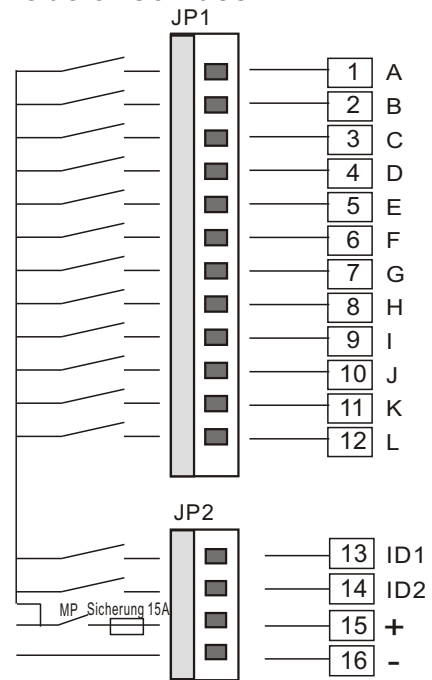 JP1
1 A
2 B
3 C
4 D
5 E
6 F
7 G
8 H
9 I
10 J
11 K
12 L
JP2
13 ID1
14 ID2
MP Sicherung 15A
15 +
16 -